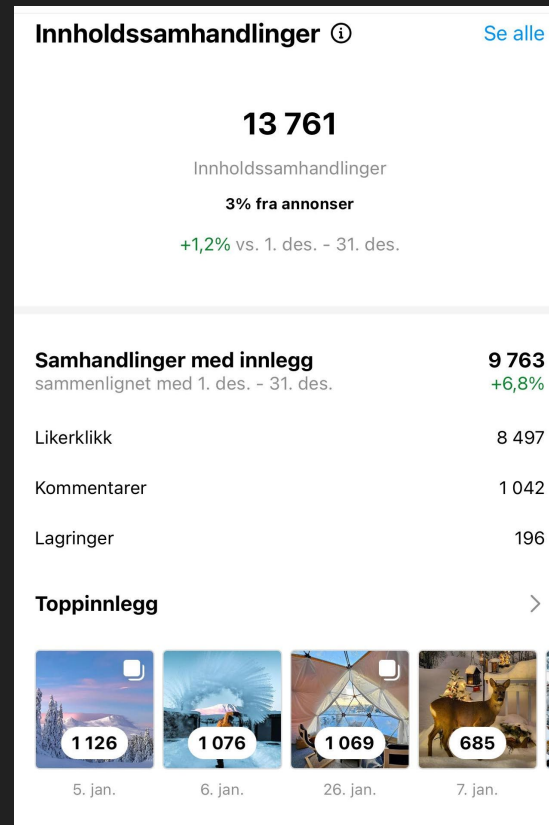 Innholdssamhandlinger
Se alle
13 761
Innholdssamhandlinger
3% fra annonser
+1,2% vs. 1. des. - 31. des.
Samhandlinger med innlegg 9 763
sammenlignet med 1. des. - 31. des. +6,8%
Likerklikk 8 497
Kommentarer 1 042
Lagringer 196
Toppinnlegg
1 126 1 076 1 069 685
5. jan. 6. jan. 26. jan. 7. jan.